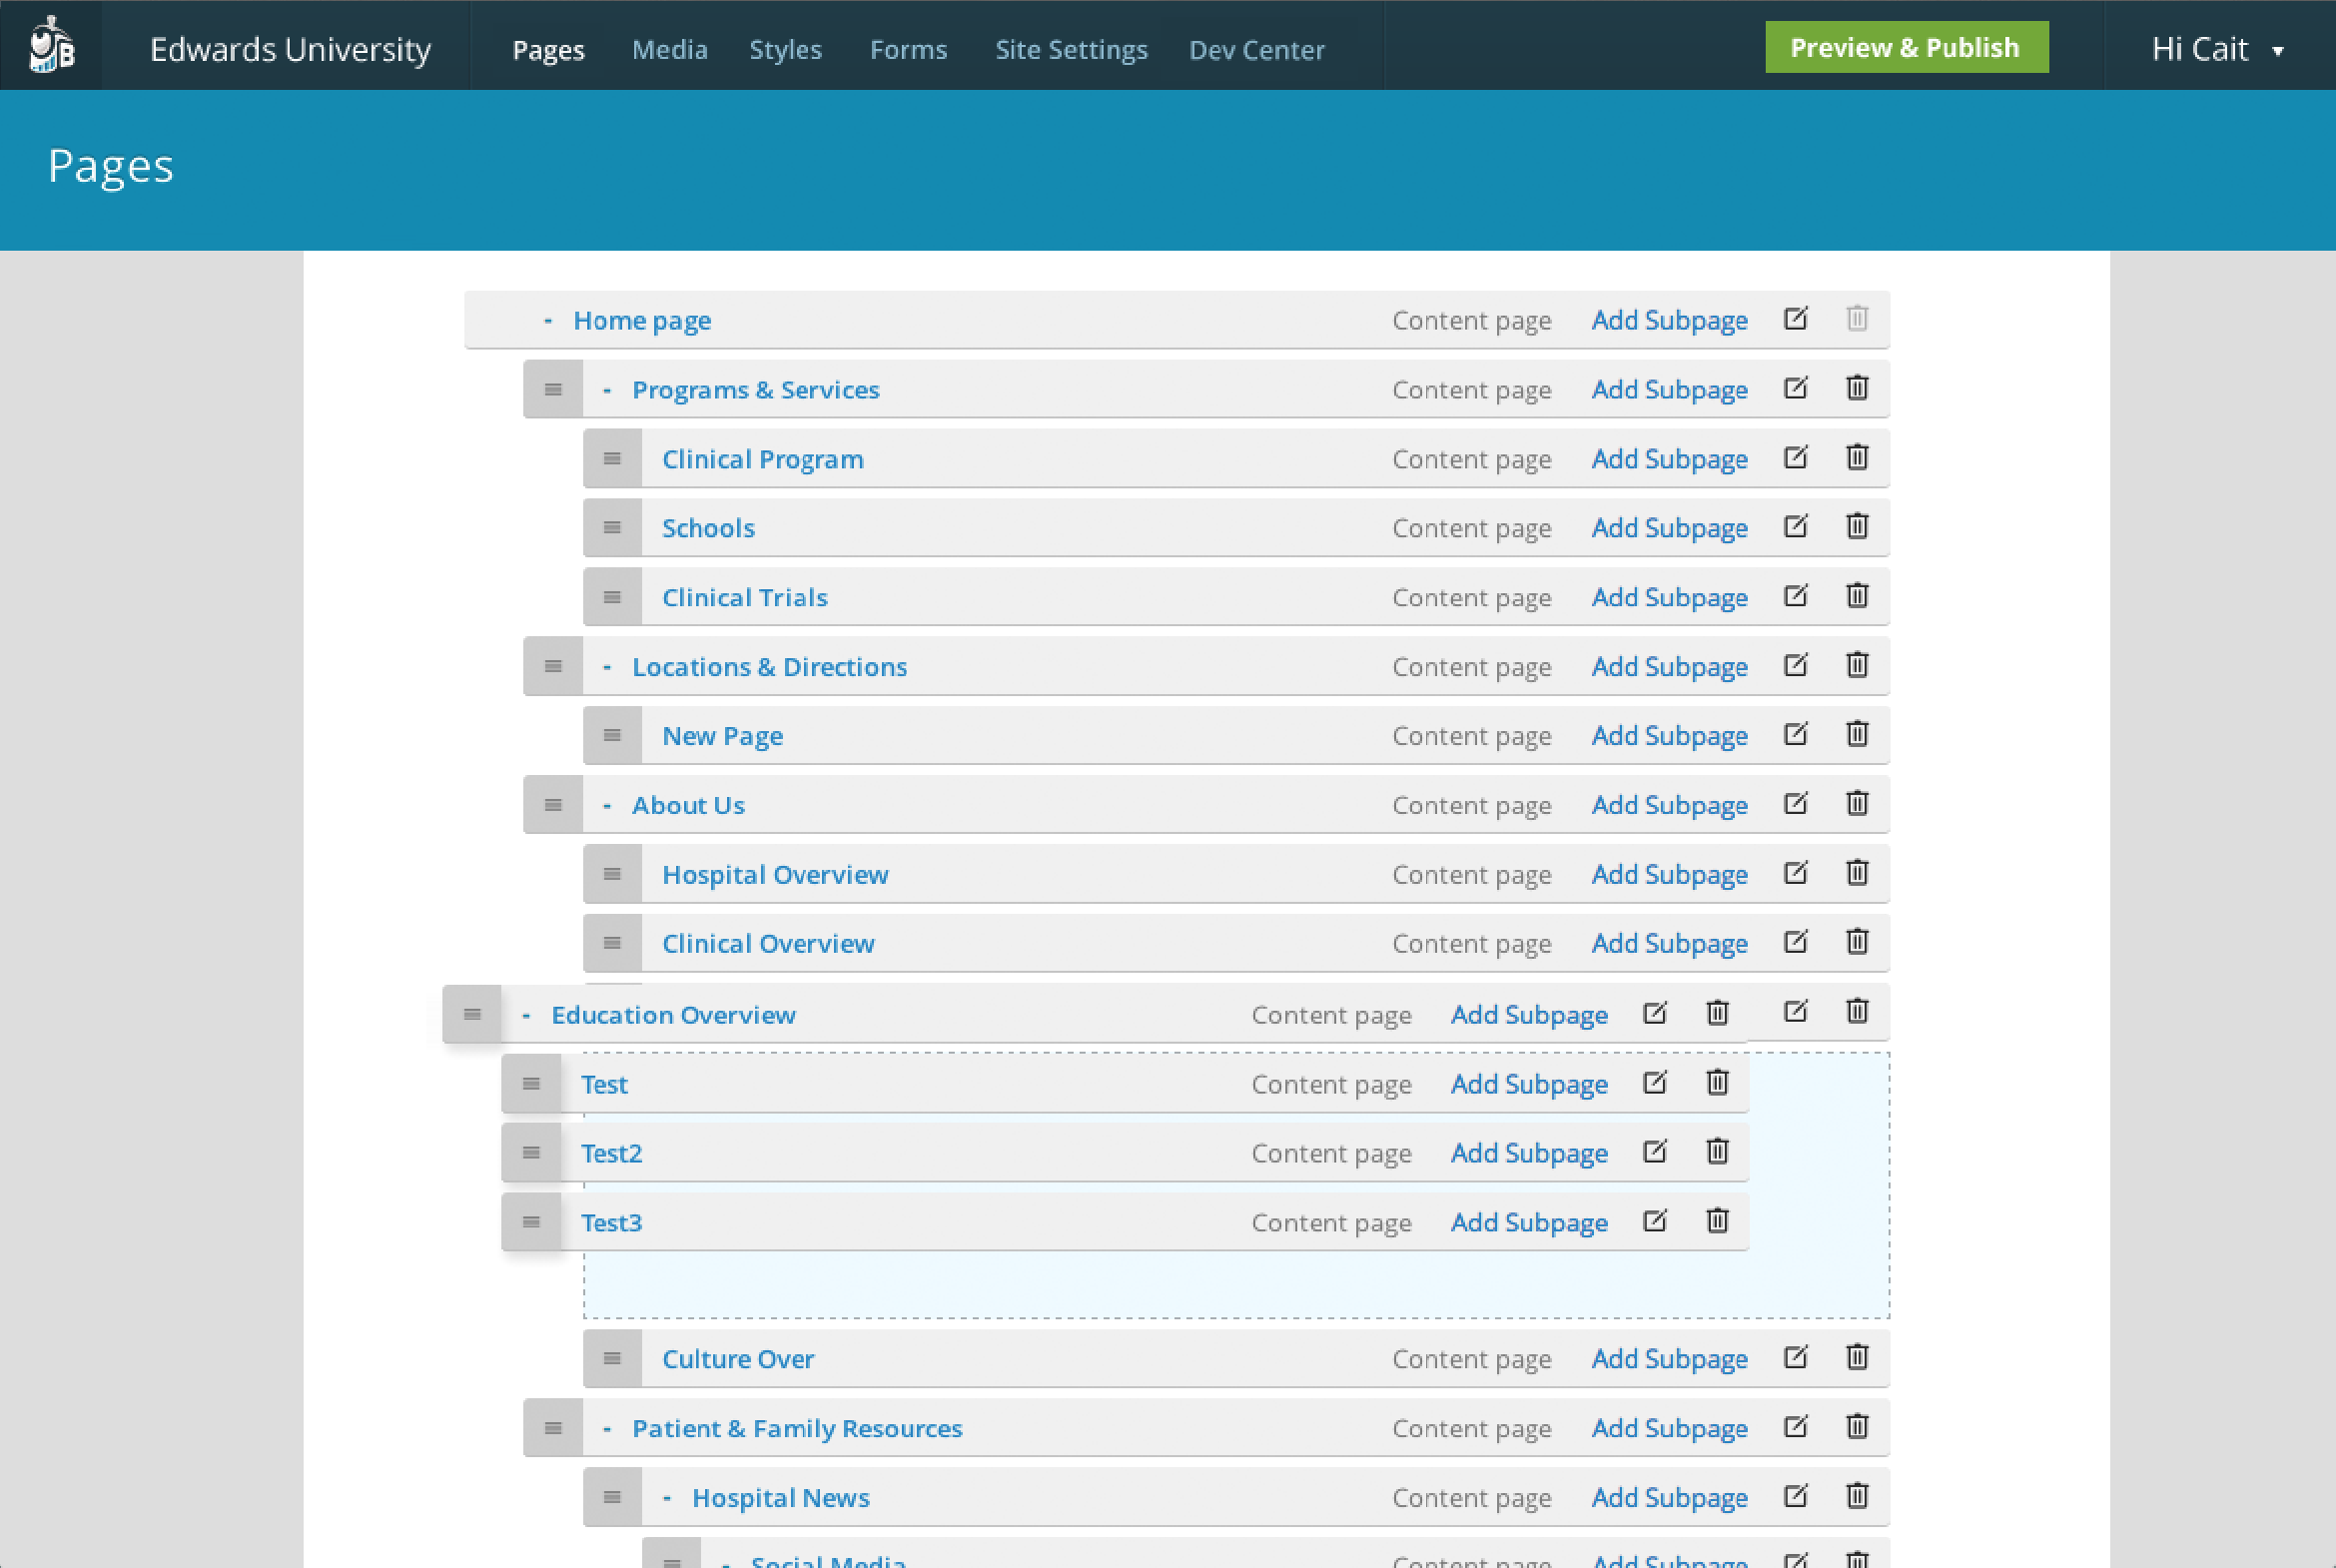 B
Edwards University Pages Media Styles Forms Site Settings Dev Center Preview & Publish Hi Cait
Pages
- Home page Content page Add Subpage
- Programs & Services Content page Add Subpage
Clinical Program Content page Add Subpage
Schools Content page Add Subpage
Clinical Trials Content page Add Subpage
- Locations & Directions Content page Add Subpage
New Page Content page Add Subpage
- About Us Content page Add Subpage
Hospital Overview Content page Add Subpage
Clinical Overview Content page Add Subpage
- Education Overview Content page Add Subpage
Test Content page Add Subpage
Test2 Content page Add Subpage
Test3 Content page Add Subpage
Culture Over Content page Add Subpage
- Patient & Family Resources Content page Add Subpage
- Hospital News Content page Add Subpage
- Social Media Content page Add Subpage